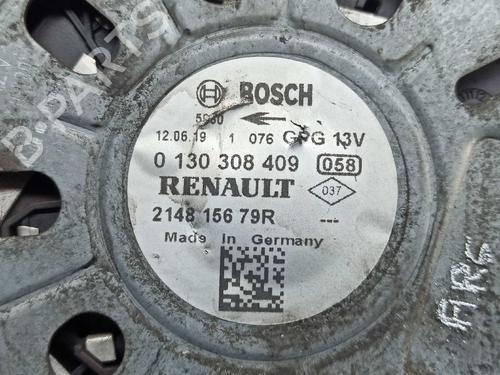 BOSCH
12.06.19 1 076 GPG 13V
0 130 308 409 058
RENAULT 037
2148 156 79R ---
Made in Germany
B-PARTS